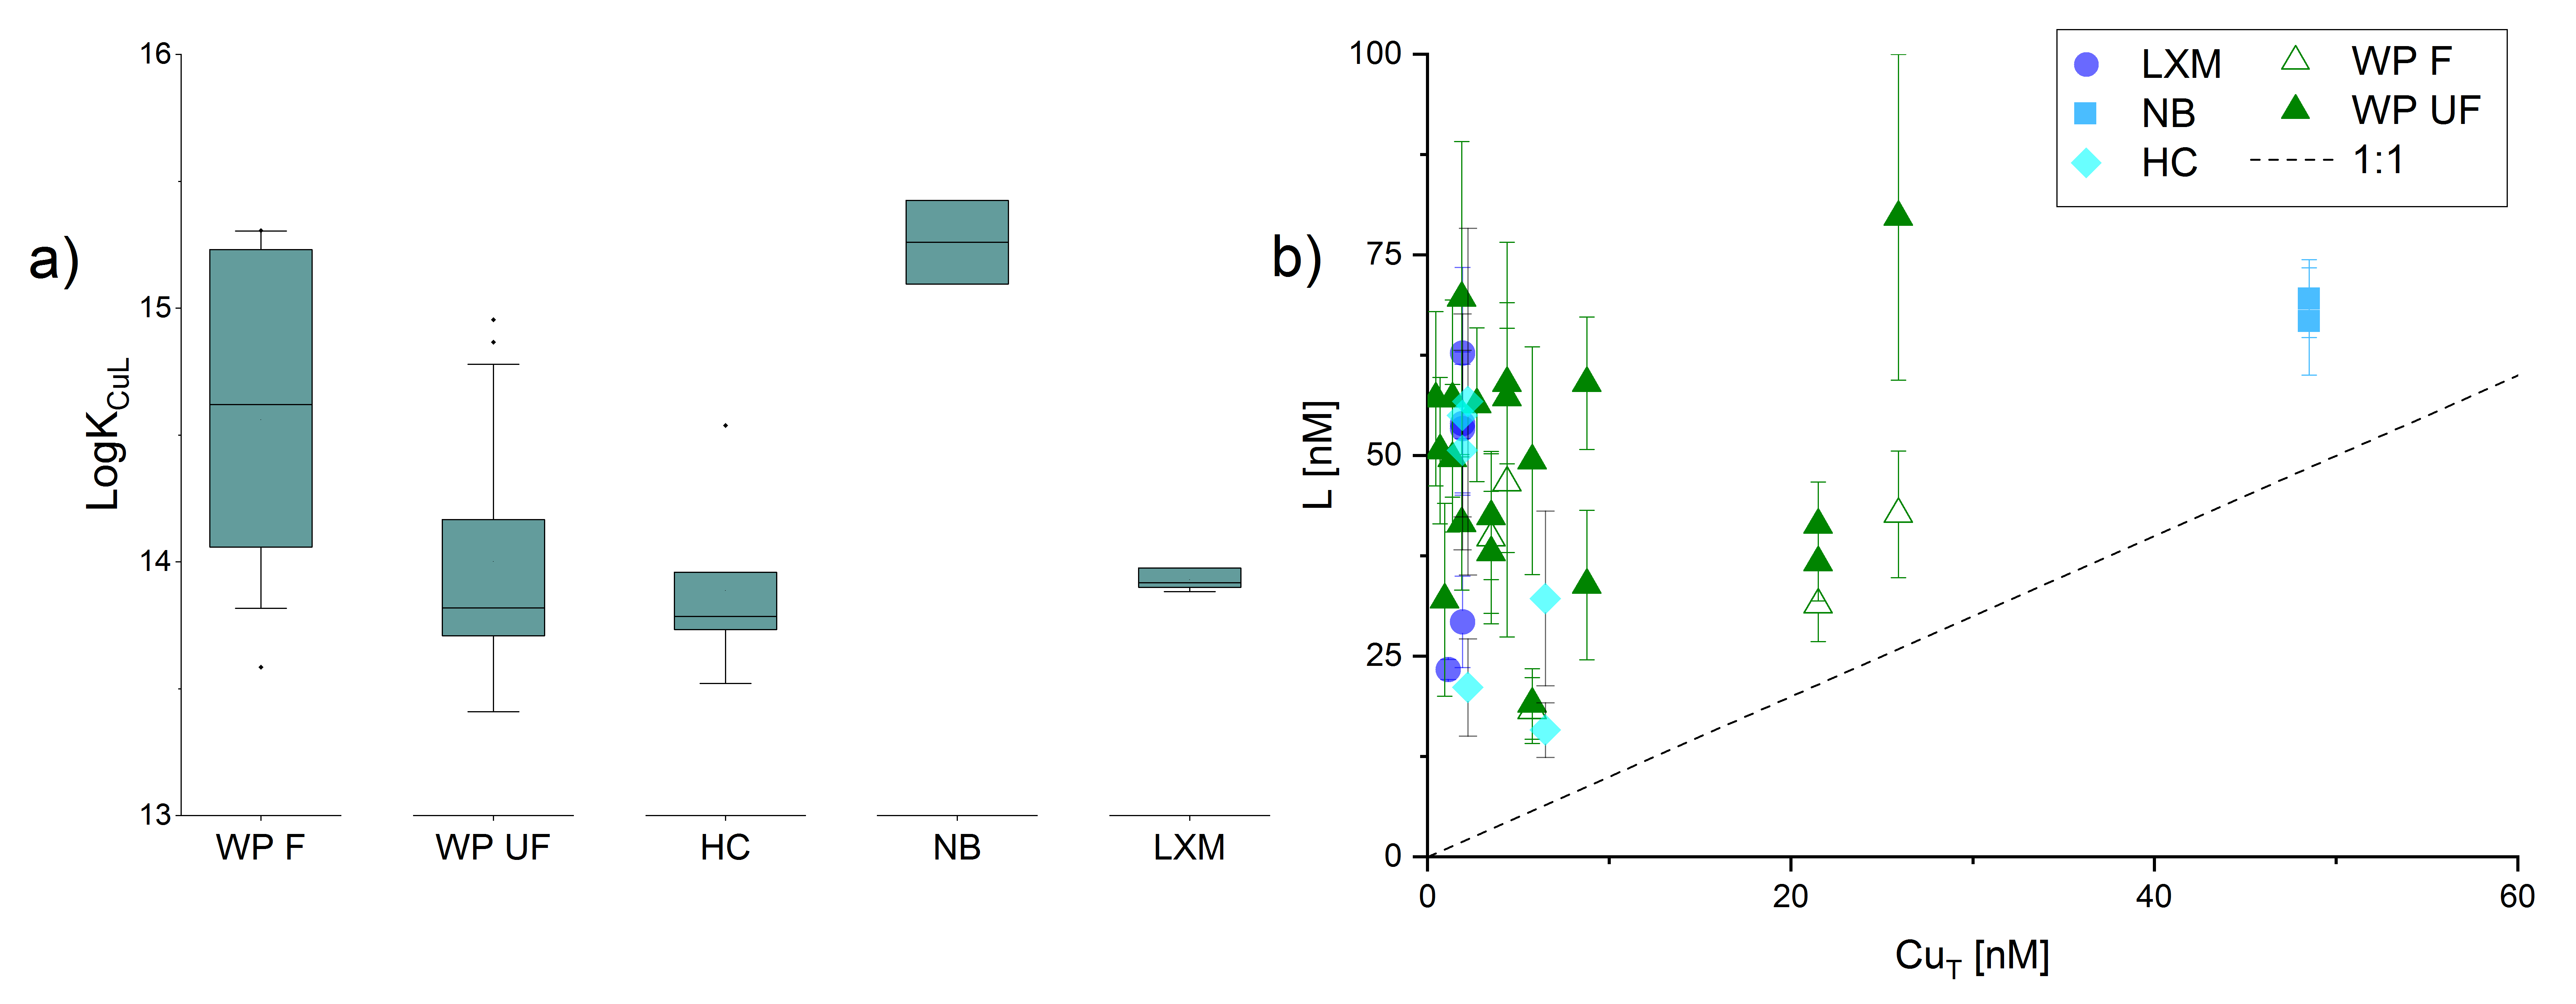 a)
LogK_CuL
16
15
14
13
WP F
WP UF
HC
NB
LXM
b)
L [nM]
100
75
50
25
0
0
20
40
60
Cu_T [nM]
LXM
NB
HC
WP F
WP UF
1:1